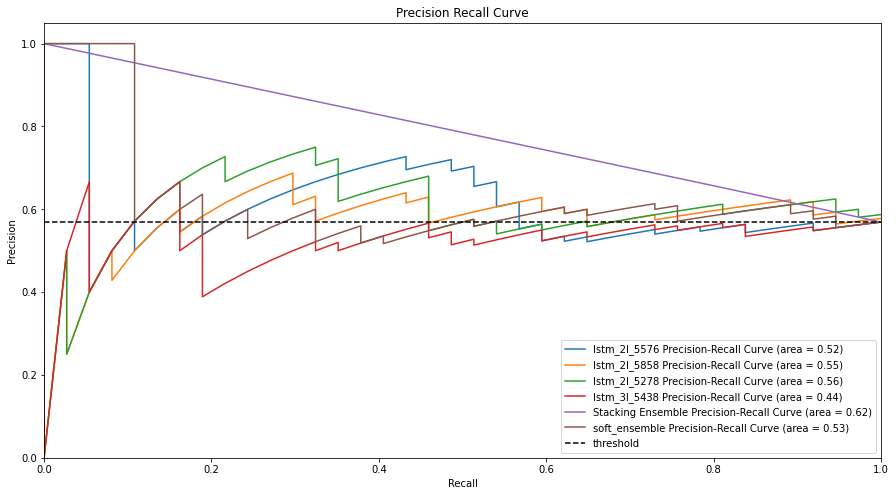 Precision Recall Curve
1.0
0.8
0.6
0.4
0.2
0.0
Precision
0.0 0.2 0.4 0.6 0.8 1.0
Recall
lstm_2l_5576 Precision-Recall Curve (area = 0.52)
lstm_2l_5858 Precision-Recall Curve (area = 0.55)
lstm_2l_5278 Precision-Recall Curve (area = 0.56)
lstm_3l_5438 Precision-Recall Curve (area = 0.44)
Stacking Ensemble Precision-Recall Curve (area = 0.62)
soft_ensemble Precision-Recall Curve (area = 0.53)
threshold